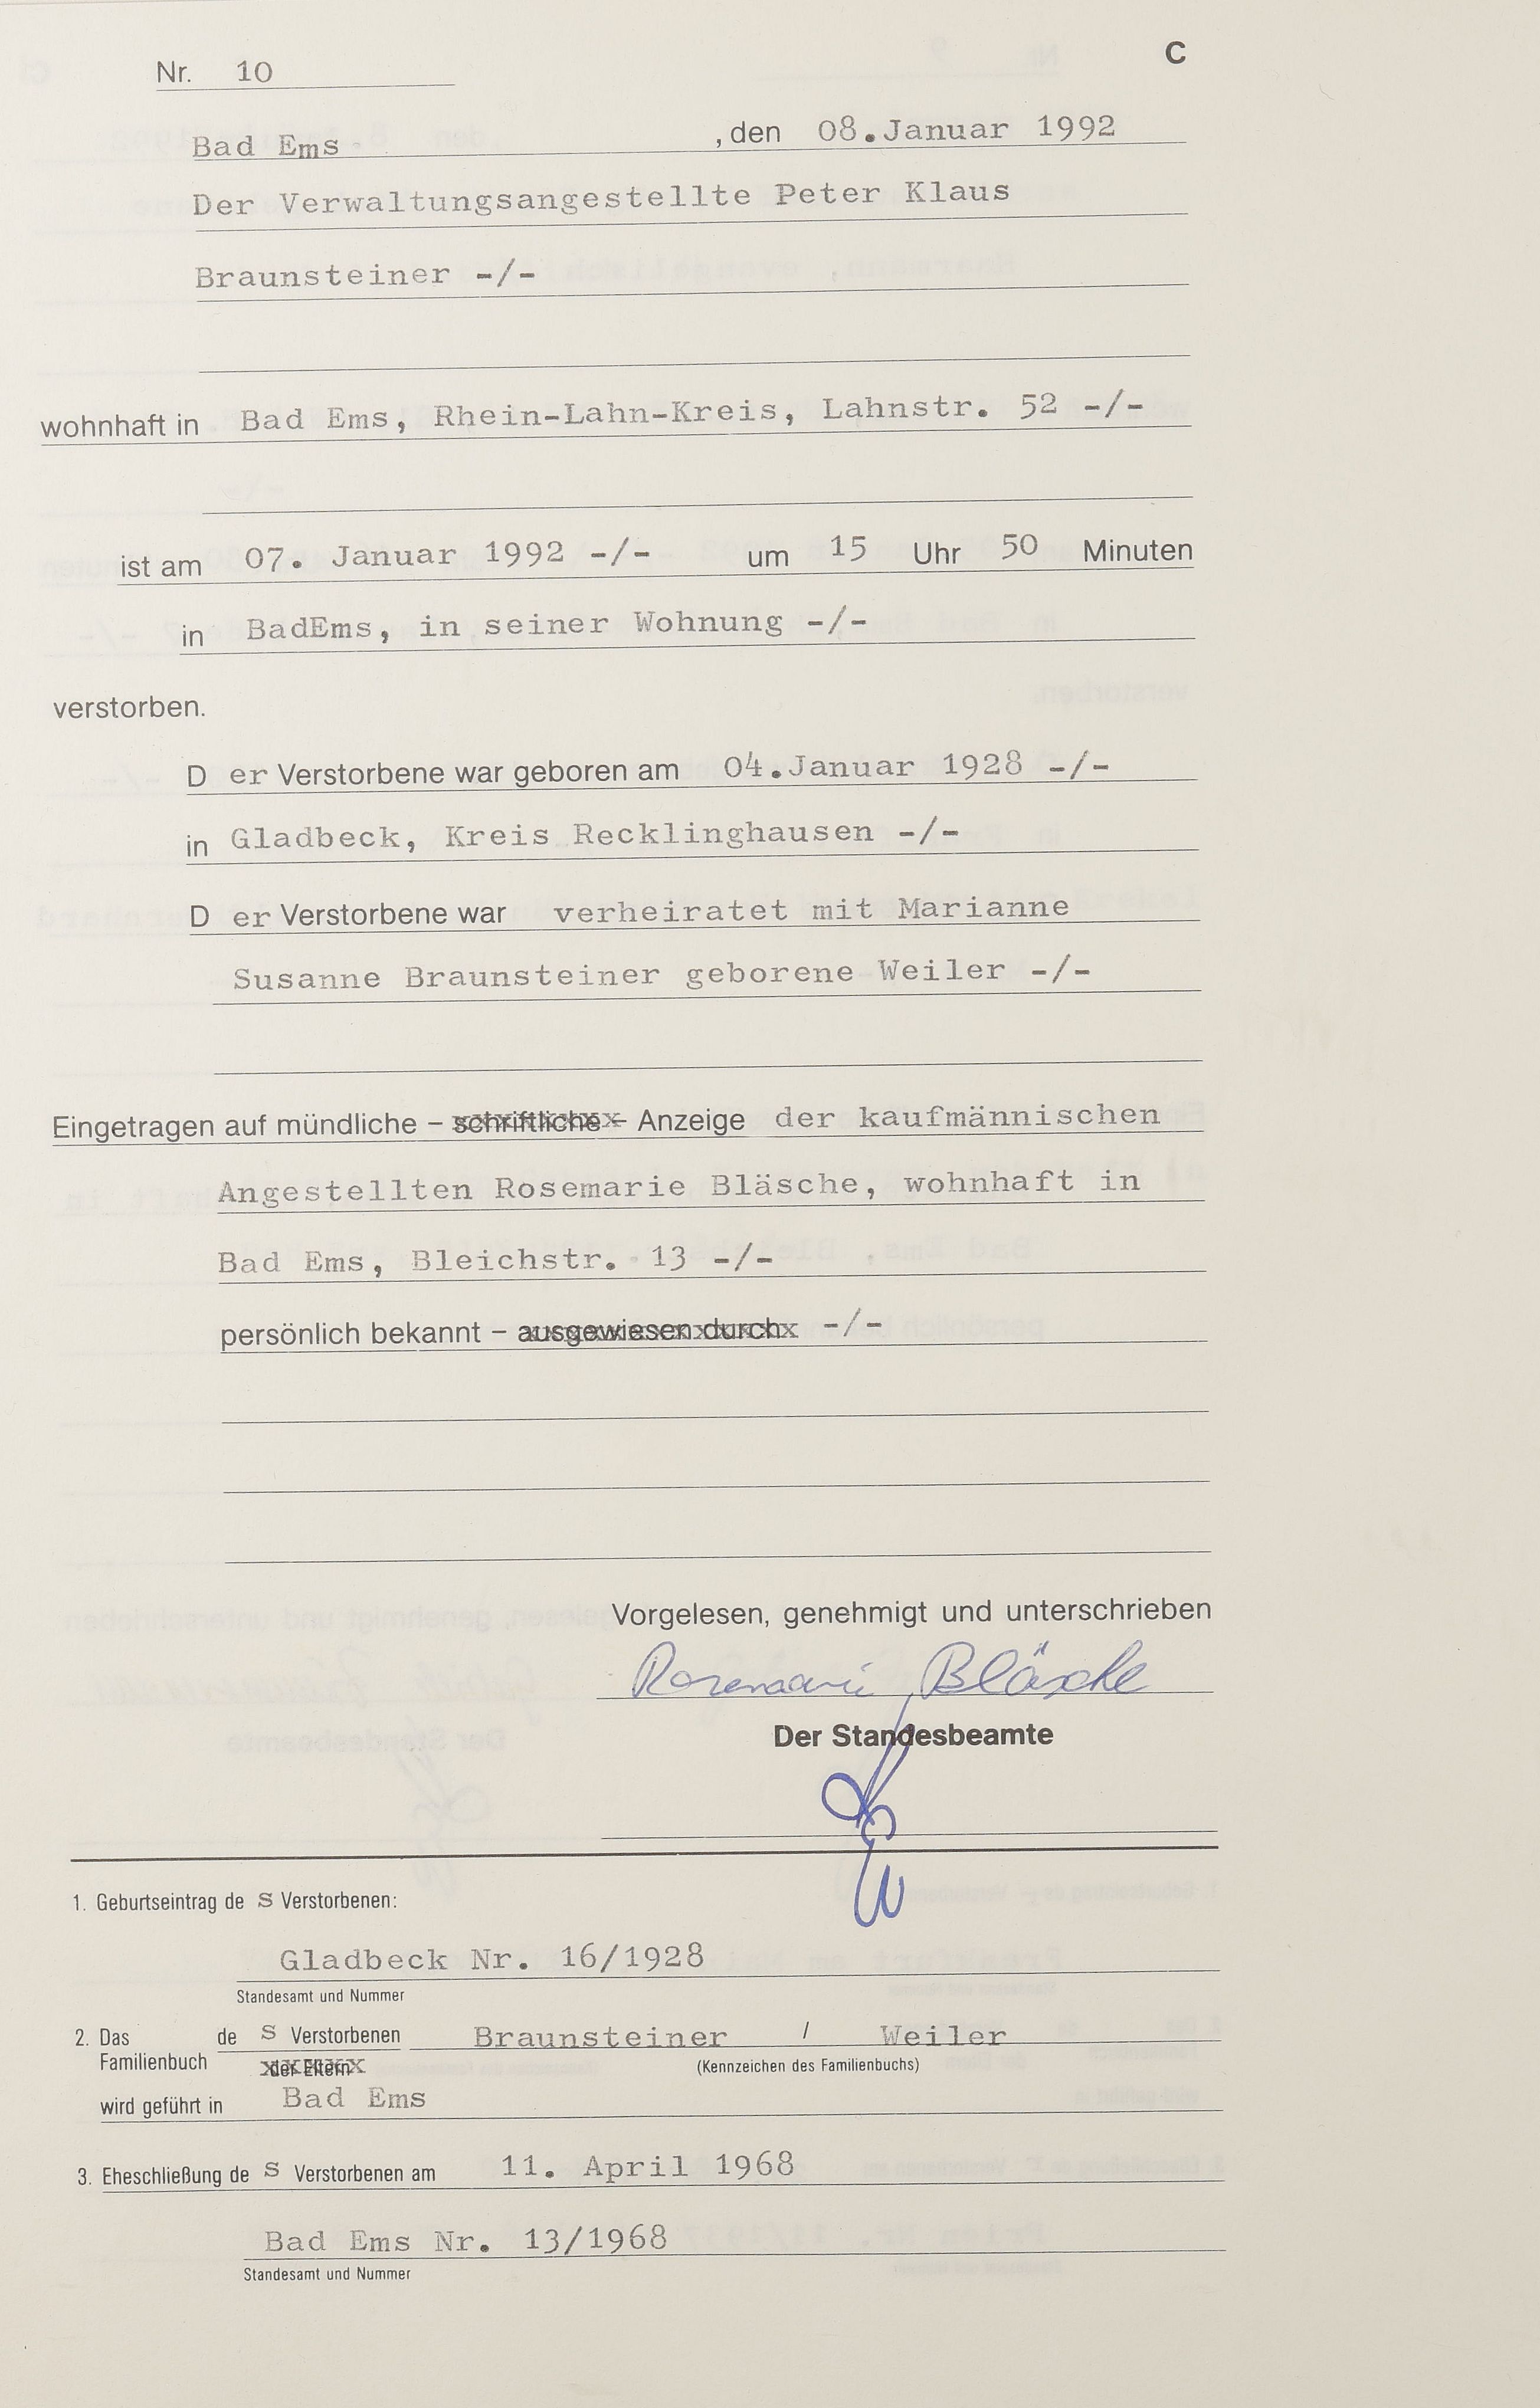 Nr. 10
C
Bad Ems , den 08.Januar 1992
Der Verwaltungsangestellte Peter Klaus
Braunsteiner -/-
wohnhaft in Bad Ems, Rhein-Lahn-Kreis, Lahnstr. 52 -/-
ist am 07. Januar 1992 -/- um 15 Uhr 50 Minuten
in BadEms, in seiner Wohnung -/-
verstorben.
D er Verstorbene war geboren am 04.Januar 1928 -/-
in Gladbeck, Kreis Recklinghausen -/-
D er Verstorbene war verheiratet mit Marianne
Susanne Braunsteiner geborene Weiler -/-
Eingetragen auf mündliche – schriftliche – Anzeige der kaufmännischen
Angestellten Rosemarie Bläsche, wohnhaft in
Bad Ems, Bleichstr. 13 -/-
persönlich bekannt – ausgewiesen durch -/-
Vorgelesen, genehmigt und unterschrieben
Rosemarie Bläsche
Der Standesbeamte
1. Geburtseintrag de s Verstorbenen:
Gladbeck Nr. 16/1928
Standesamt und Nummer
2. Das de s Verstorbenen Braunsteiner / Weiler
Familienbuch der Eltern (Kennzeichen des Familienbuchs)
wird geführt in Bad Ems
3. Eheschließung de s Verstorbenen am 11. April 1968
Bad Ems Nr. 13/1968
Standesamt und Nummer